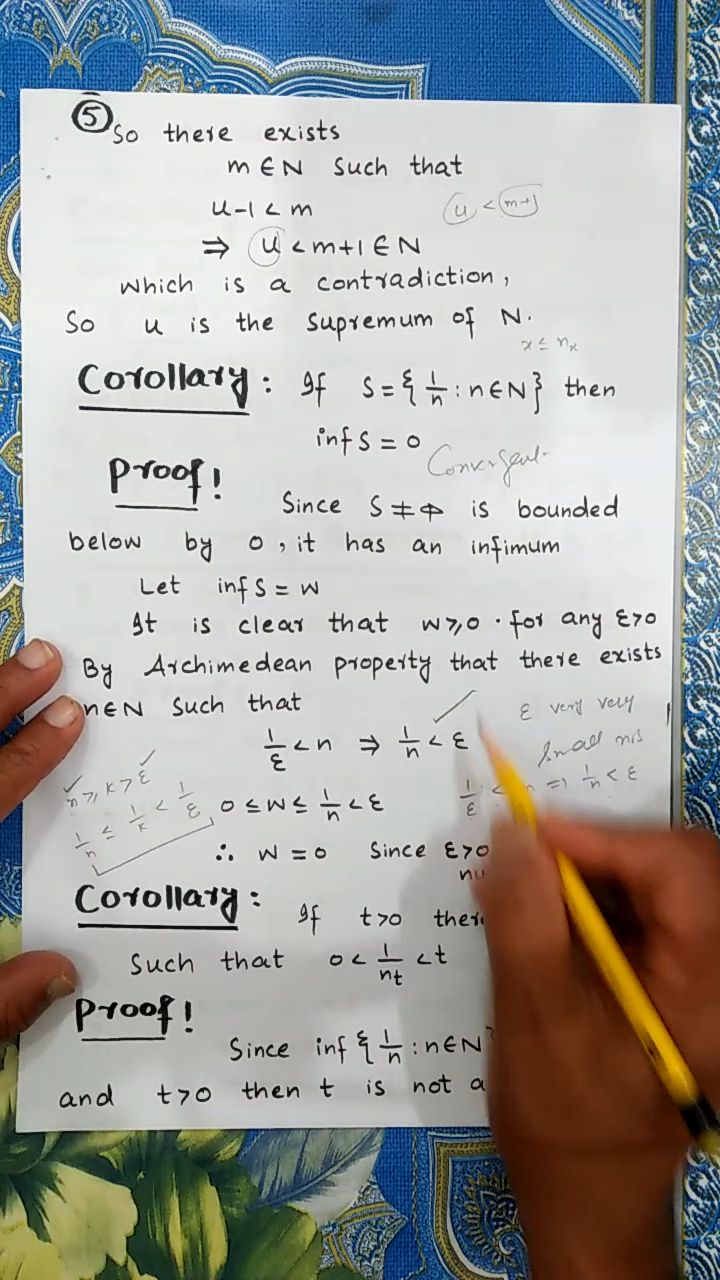 ⑤ So there exists
m ∈ N such that
u-1 < m
u < m+1
⇒ u < m+1 ∈ N
which is a contradiction,
So u is the supremum of N.
x ≤ nₓ
Corollary: If S = { 1/n : n ∈ N } then
inf S = 0
Convergent.
Proof!
Since S ≠ ϕ is bounded
below by 0, it has an infimum
Let inf S = w
It is clear that w ≥ 0 . for any ε > 0
By Archimedean property that there exists
n ∈ N such that
ε very very
small
1/ε < n ⇒ 1/n < ε
n ≥ K > ε
1/n ≤ 1/K < 1/ε
0 ≤ w ≤ 1/n < ε
1/ε < ⇒ 1/n < ε
∴ w = 0 Since ε > 0
Corollary: If t > 0
Such that 0 < 1/nt < t
Proof!
Since inf { 1/n : n ∈ N
and t > 0 then t is not a